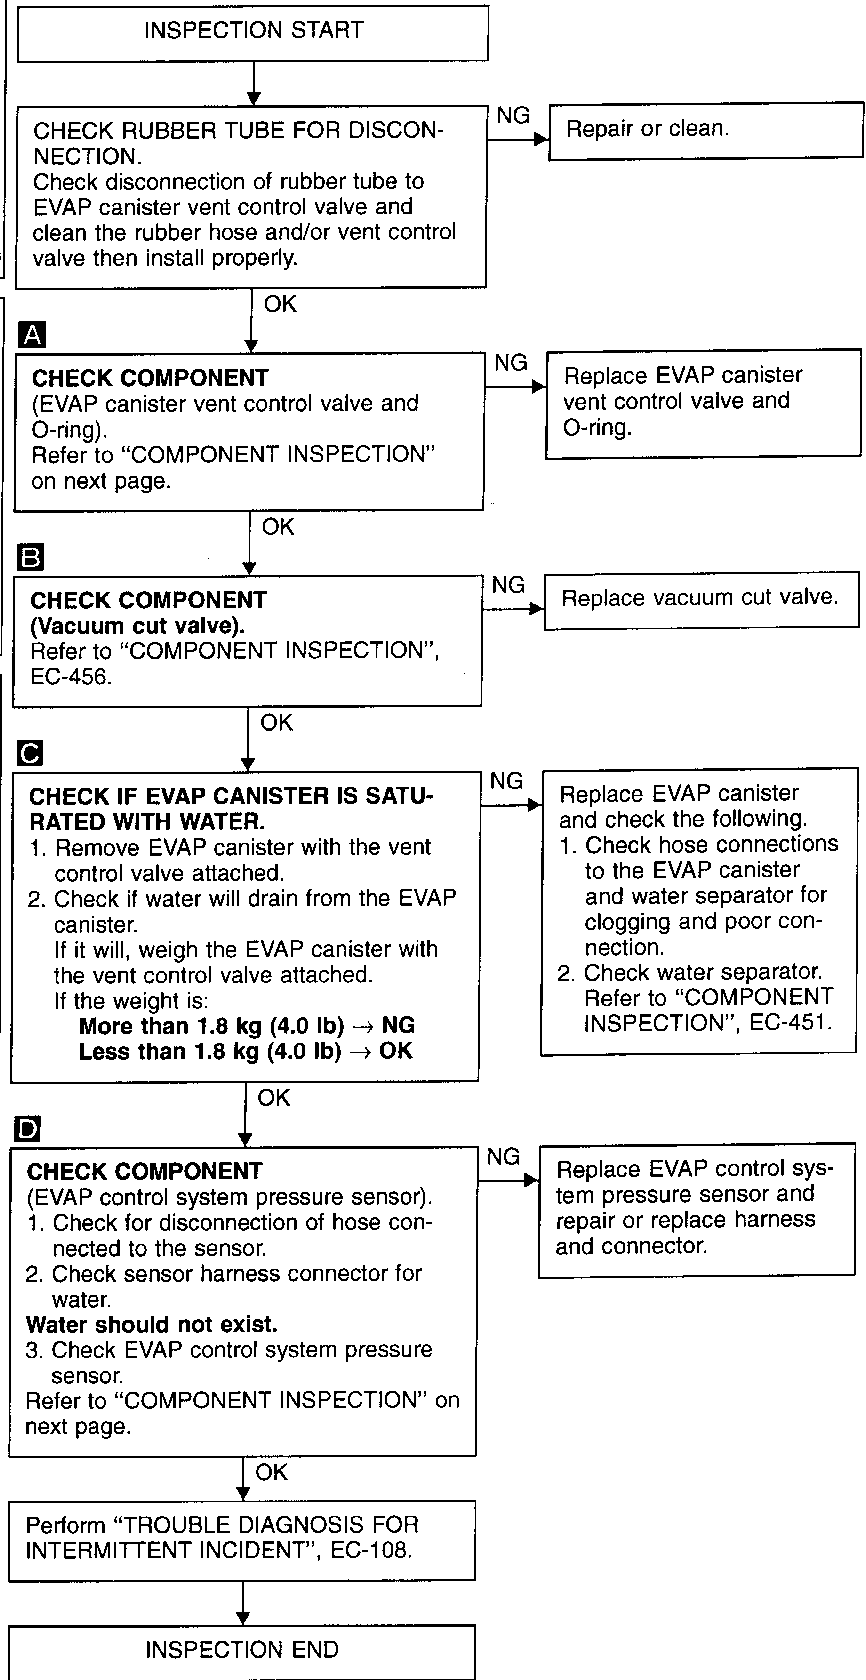 INSPECTION START
CHECK RUBBER TUBE FOR DISCON-
NECTION.
Check disconnection of rubber tube to
EVAP canister vent control valve and
clean the rubber hose and/or vent control
valve then install properly.
NG
Repair or clean.
OK
A
CHECK COMPONENT
(EVAP canister vent control valve and
O-ring).
Refer to “COMPONENT INSPECTION”
on next page.
NG
Replace EVAP canister
vent control valve and
O-ring.
OK
B
CHECK COMPONENT
(Vacuum cut valve).
Refer to “COMPONENT INSPECTION”,
EC-456.
NG
Replace vacuum cut valve.
OK
C
CHECK IF EVAP CANISTER IS SATU-
RATED WITH WATER.
1. Remove EVAP canister with the vent
control valve attached.
2. Check if water will drain from the EVAP
canister.
If it will, weigh the EVAP canister with
the vent control valve attached.
If the weight is:
More than 1.8 kg (4.0 lb) → NG
Less than 1.8 kg (4.0 lb) → OK
NG
Replace EVAP canister
and check the following.
1. Check hose connections
to the EVAP canister
and water separator for
clogging and poor con-
nection.
2. Check water separator.
Refer to “COMPONENT
INSPECTION”, EC-451.
OK
D
CHECK COMPONENT
(EVAP control system pressure sensor).
1. Check for disconnection of hose con-
nected to the sensor.
2. Check sensor harness connector for
water.
Water should not exist.
3. Check EVAP control system pressure
sensor.
Refer to “COMPONENT INSPECTION” on
next page.
NG
Replace EVAP control sys-
tem pressure sensor and
repair or replace harness
and connector.
OK
Perform “TROUBLE DIAGNOSIS FOR
INTERMITTENT INCIDENT”, EC-108.
INSPECTION END